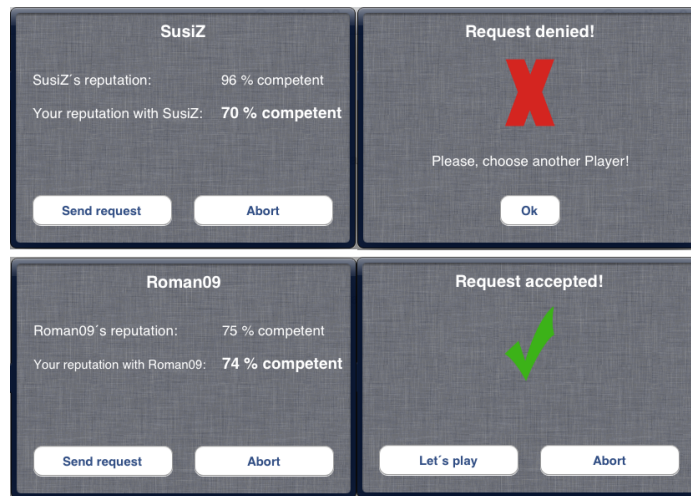 SusiZ
SusiZ´s reputation: 96 % competent
Your reputation with SusiZ: 70 % competent
Send request Abort
Request denied!
Please, choose another Player!
Ok
Roman09
Roman09´s reputation: 75 % competent
Your reputation with Roman09: 74 % competent
Send request Abort
Request accepted!
Let´s play Abort